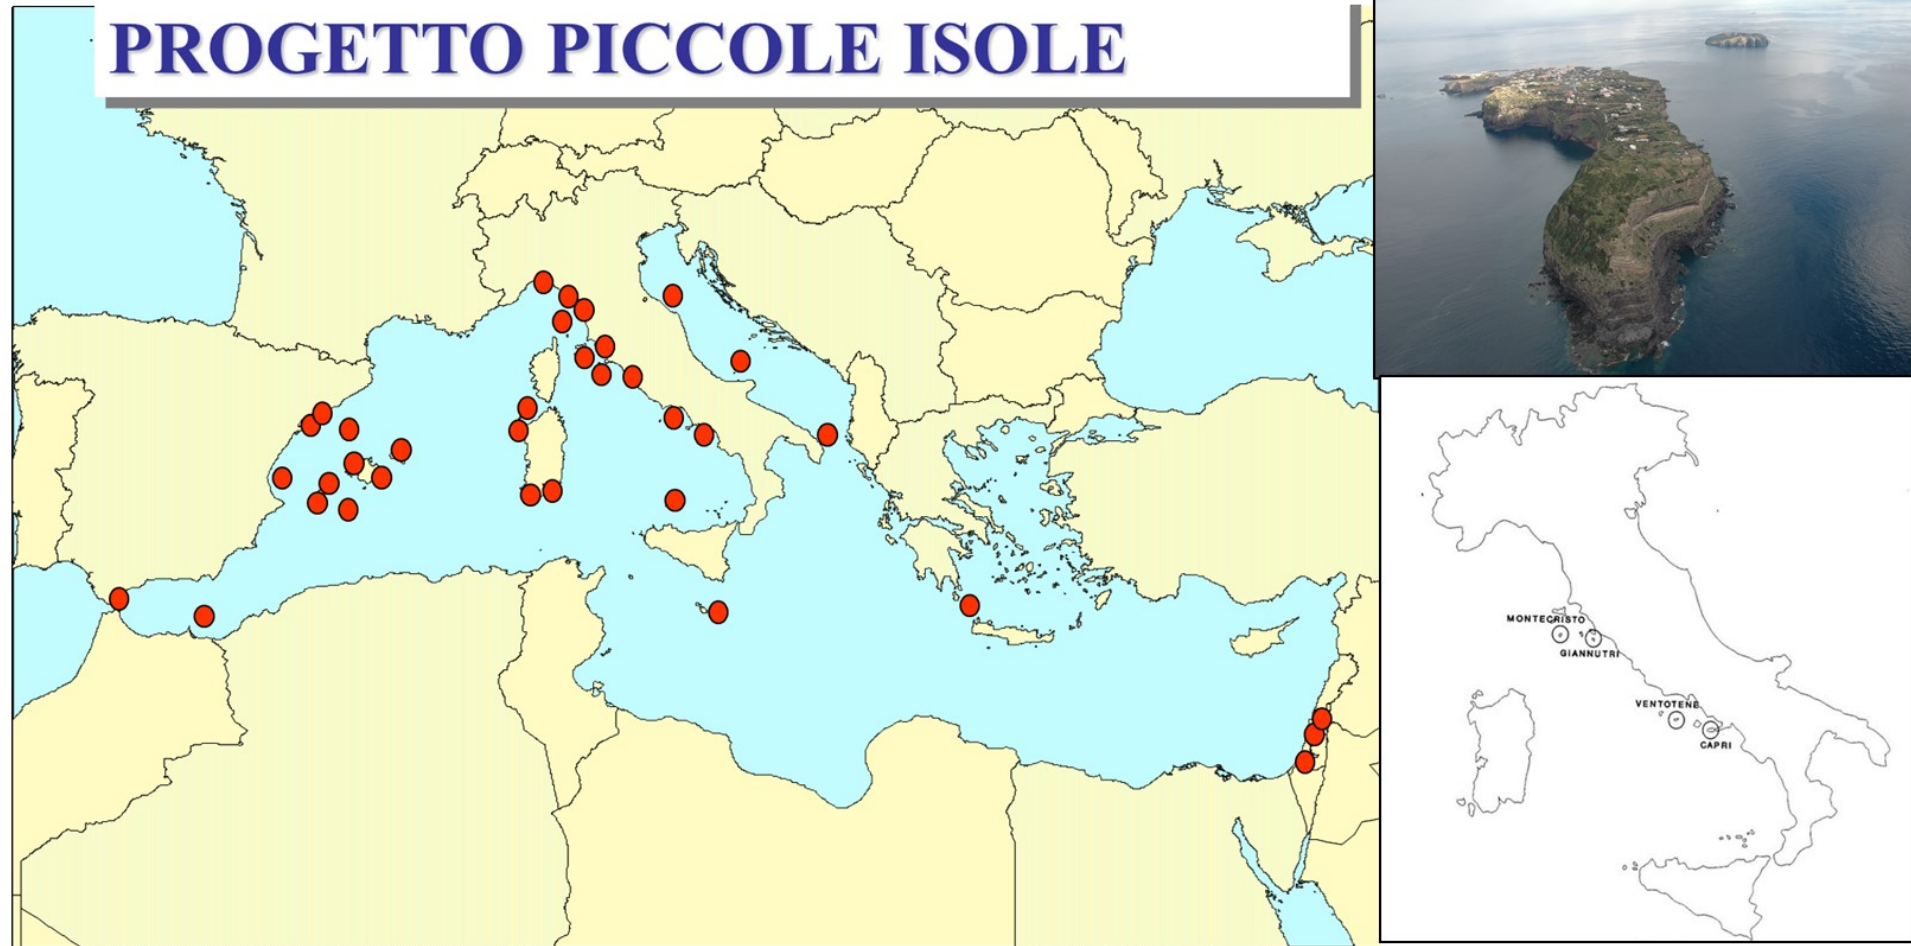 PROGETTO PICCOLE ISOLE
MONTECRISTO
GIANNUTRI
VENTOTENE
CAPRI